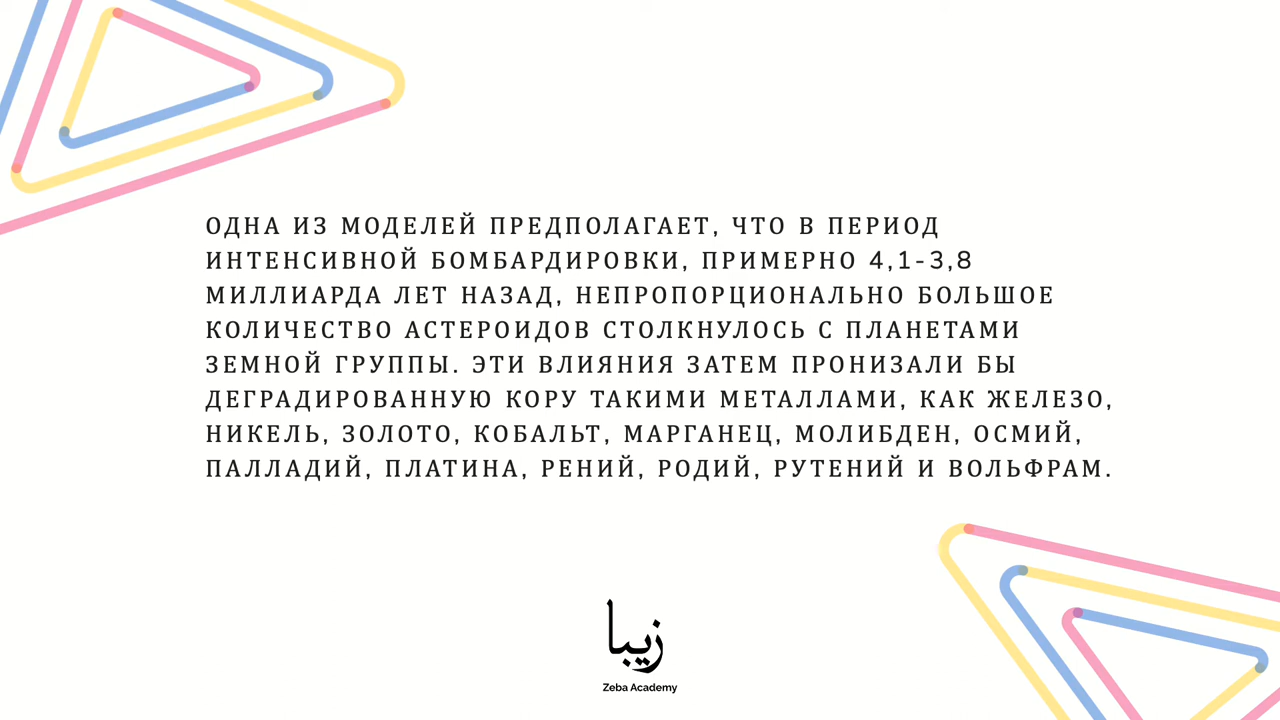 ОДНА ИЗ МОДЕЛЕЙ ПРЕДПОЛАГАЕТ, ЧТО В ПЕРИОД
ИНТЕНСИВНОЙ БОМБАРДИРОВКИ, ПРИМЕРНО 4,1-3,8
МИЛЛИАРДА ЛЕТ НАЗАД, НЕПРОПОРЦИОНАЛЬНО БОЛЬШОЕ
КОЛИЧЕСТВО АСТЕРОИДОВ СТОЛКНУЛОСЬ С ПЛАНЕТАМИ
ЗЕМНОЙ ГРУППЫ. ЭТИ ВЛИЯНИЯ ЗАТЕМ ПРОНИЗАЛИ БЫ
ДЕГРАДИРОВАННУЮ КОРУ ТАКИМИ МЕТАЛЛАМИ, КАК ЖЕЛЕЗО,
НИКЕЛЬ, ЗОЛОТО, КОБАЛЬТ, МАРГАНЕЦ, МОЛИБДЕН, ОСМИЙ,
ПАЛЛАДИЙ, ПЛАТИНА, РЕНИЙ, РОДИЙ, РУТЕНИЙ И ВОЛЬФРАМ.
زیبا
Zeba Academy